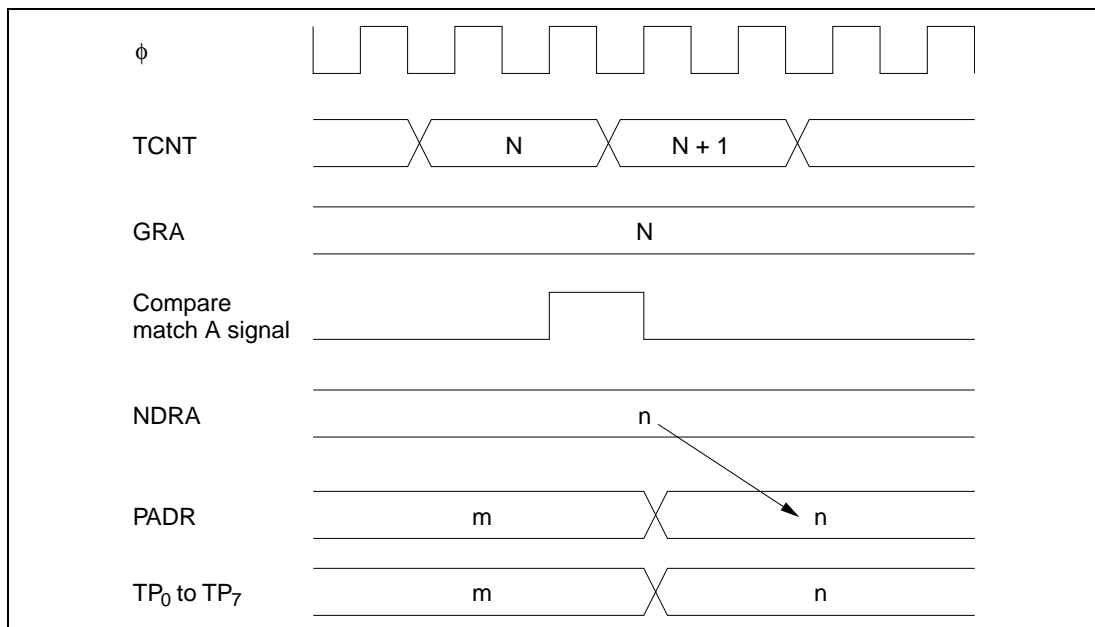 ϕ
TCNT N N + 1
GRA N
Compare
match A signal
NDRA n
PADR m n
TP₀ to TP₇ m n